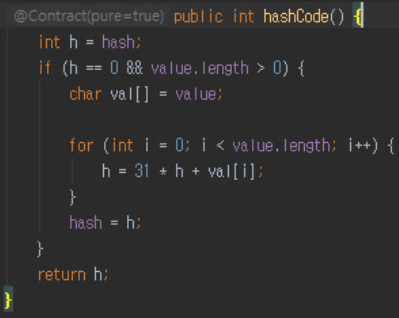 @Contract(pure=true) public int hashCode() {
int h = hash;
if (h == 0 && value.length > 0) {
char val[] = value;
for (int i = 0; i < value.length; i++) {
h = 31 * h + val[i];
}
hash = h;
}
return h;
}